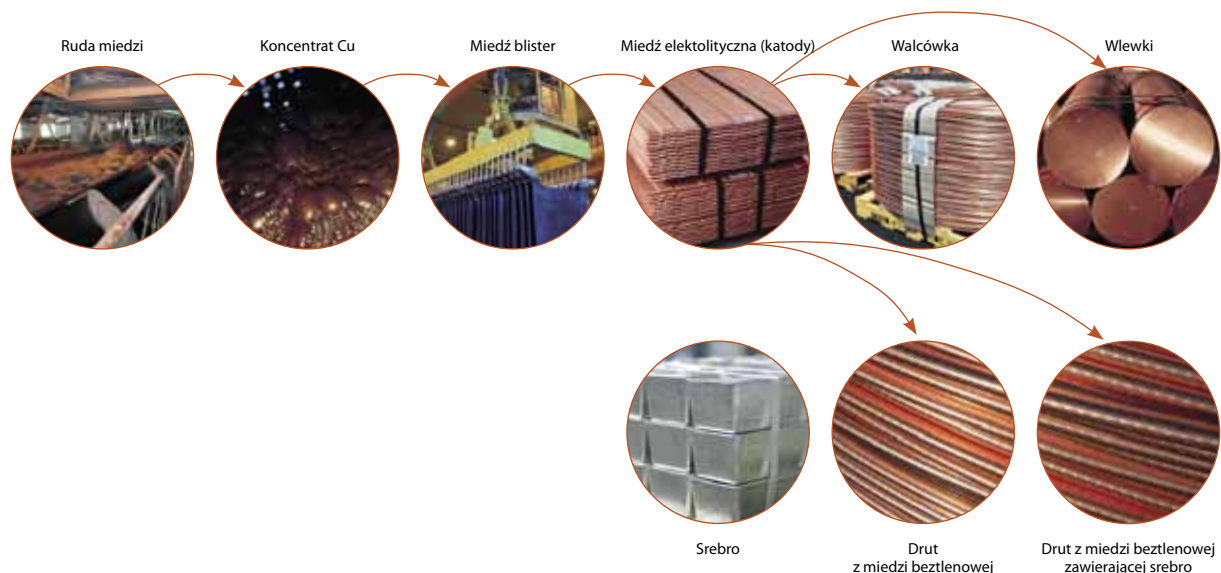 Ruda miedzi
Koncentrat Cu
Miedź blister
Miedź elektolityczna (katody)
Walcówka
Wlewki
Srebro
Drut
z miedzi beztlenowej
Drut z miedzi beztlenowej
zawierającej srebro